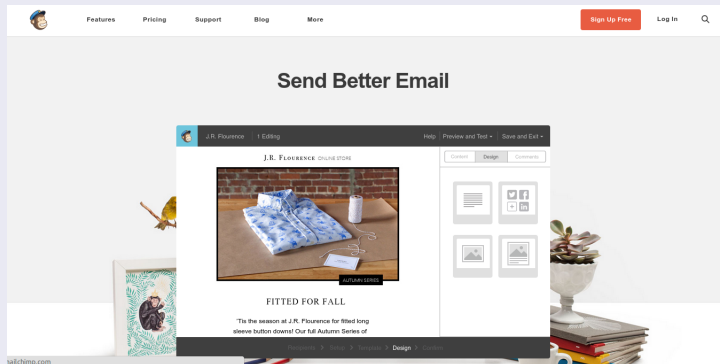 Features Pricing Support Blog More Sign Up Free Log In
Send Better Email
J.R. Flourence 1 Editing Help Preview and Test Save and Exit
J.R. Flourence ONLINE STORE
Content Design Comments
AUTUMN SERIES
FITTED FOR FALL
'Tis the season at J.R. Flourence for fitted long
sleeve button downs! Our full Autumn Series of
Recipients > Setup > Templates > Design > Confirm
mailchimp.com